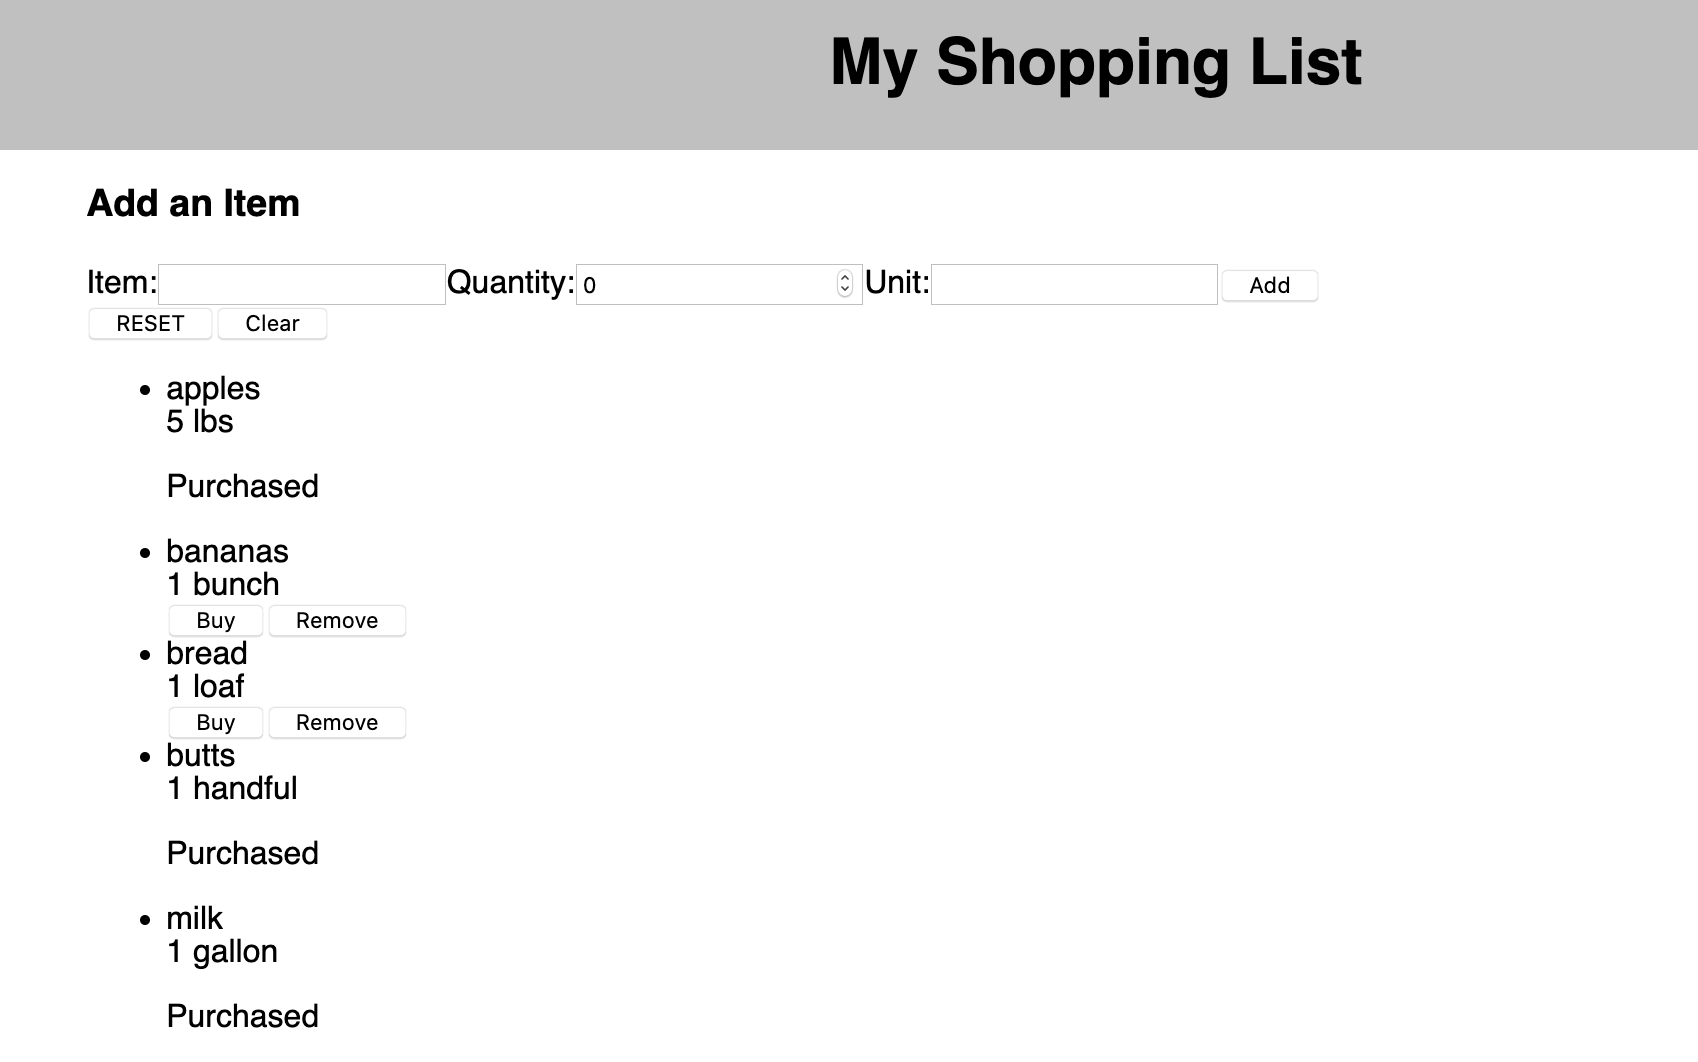 My Shopping List
Add an Item
Item: Quantity: 0 Unit: Add
RESET Clear
apples
5 lbs
Purchased
bananas
1 bunch
Buy Remove
bread
1 loaf
Buy Remove
butts
1 handful
Purchased
milk
1 gallon
Purchased